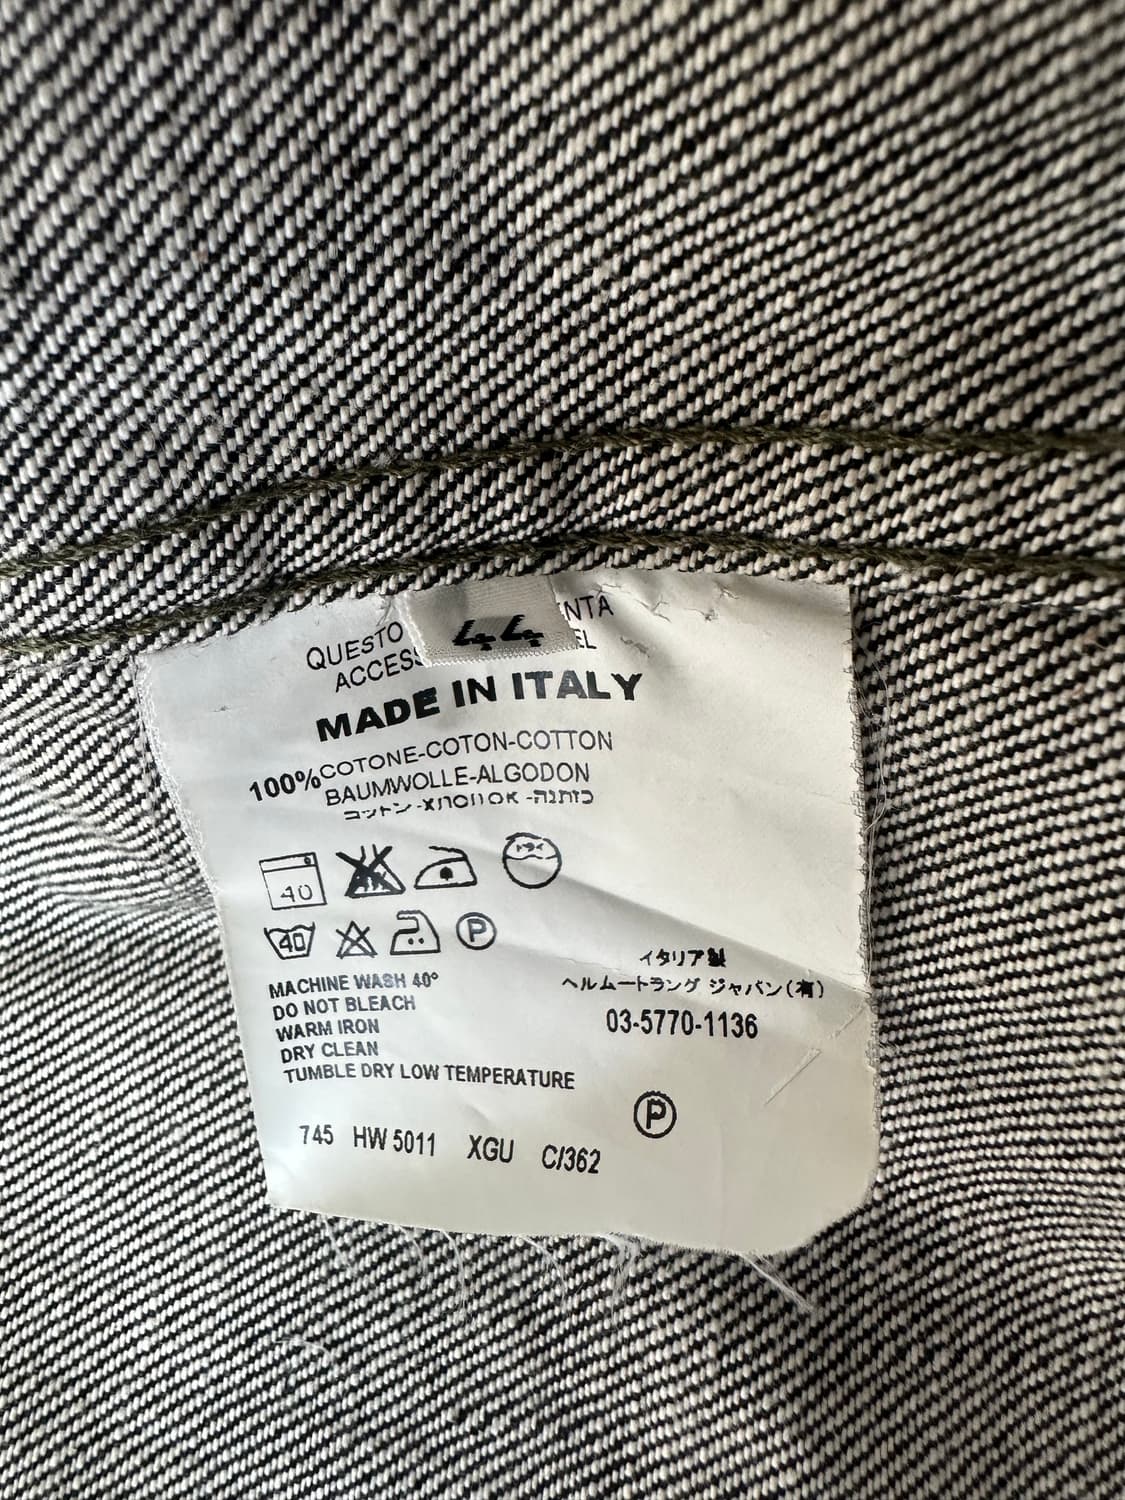 44
QUESTO
MADE IN ITALY
100% COTONE-COTON-COTTON
BAUMWOLLE-ALGODON
コットン-ХЛОПОК-כותנה
40
40
P
MACHINE WASH 40°
DO NOT BLEACH
WARM IRON
DRY CLEAN
TUMBLE DRY LOW TEMPERATURE
イタリア製
ヘルムートラング ジャパン(有)
03-5770-1136
P
745 HW 5011 XGU C/362